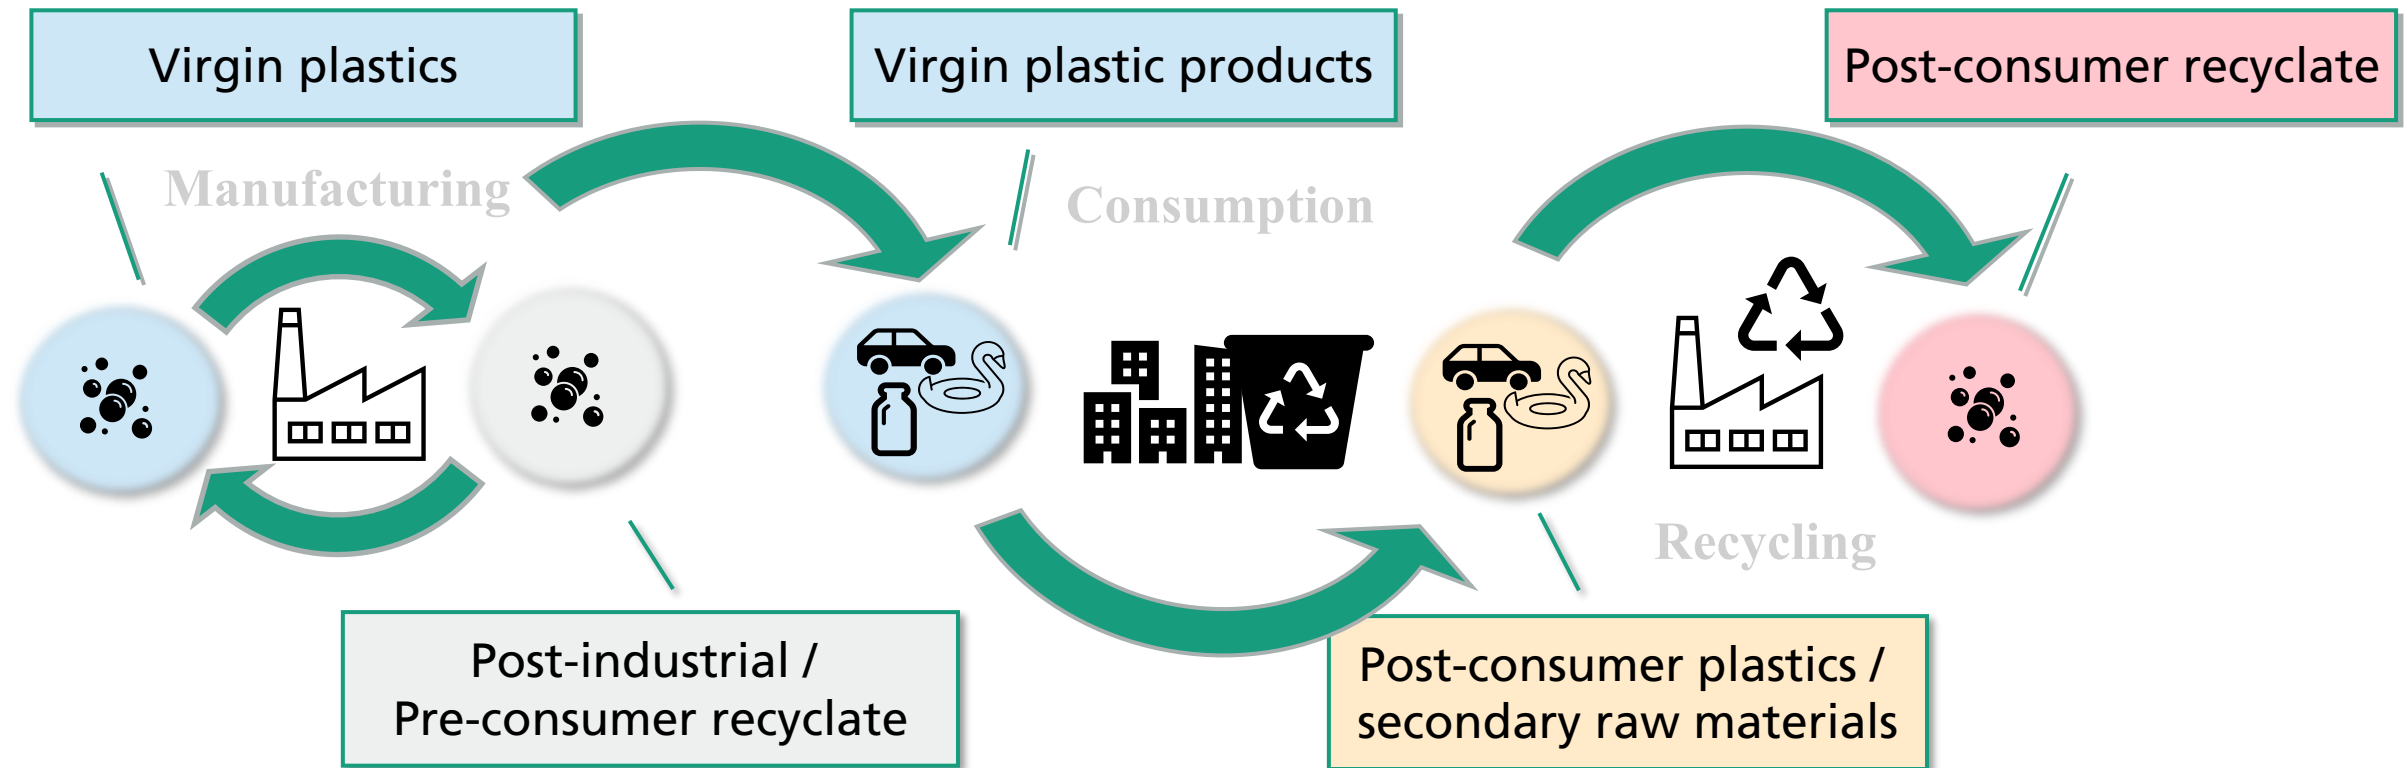 Virgin plastics
Virgin plastic products
Post-consumer recyclate
Manufacturing
Consumption
Recycling
Post-industrial /
Pre-consumer recyclate
Post-consumer plastics /
secondary raw materials